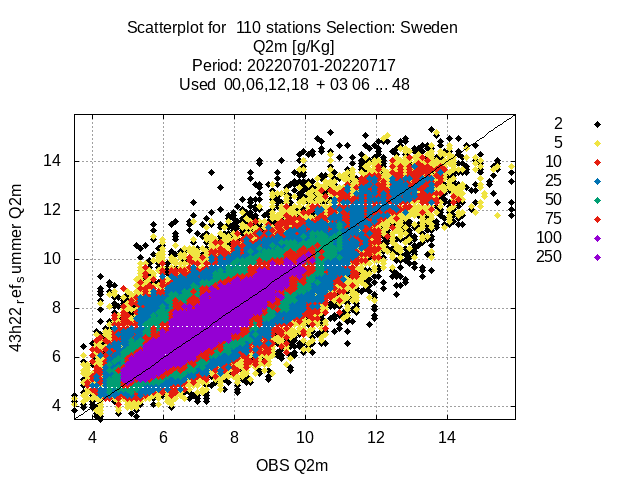 Scatterplot for 110 stations Selection: Sweden
Q2m [g/Kg]
Period: 20220701-20220717
Used 00,06,12,18 + 03 06 ... 48
2
5
10
25
50
75
100
250
14
12
10
8
6
4
43h22_ref_summer Q2m
4 6 8 10 12 14
OBS Q2m